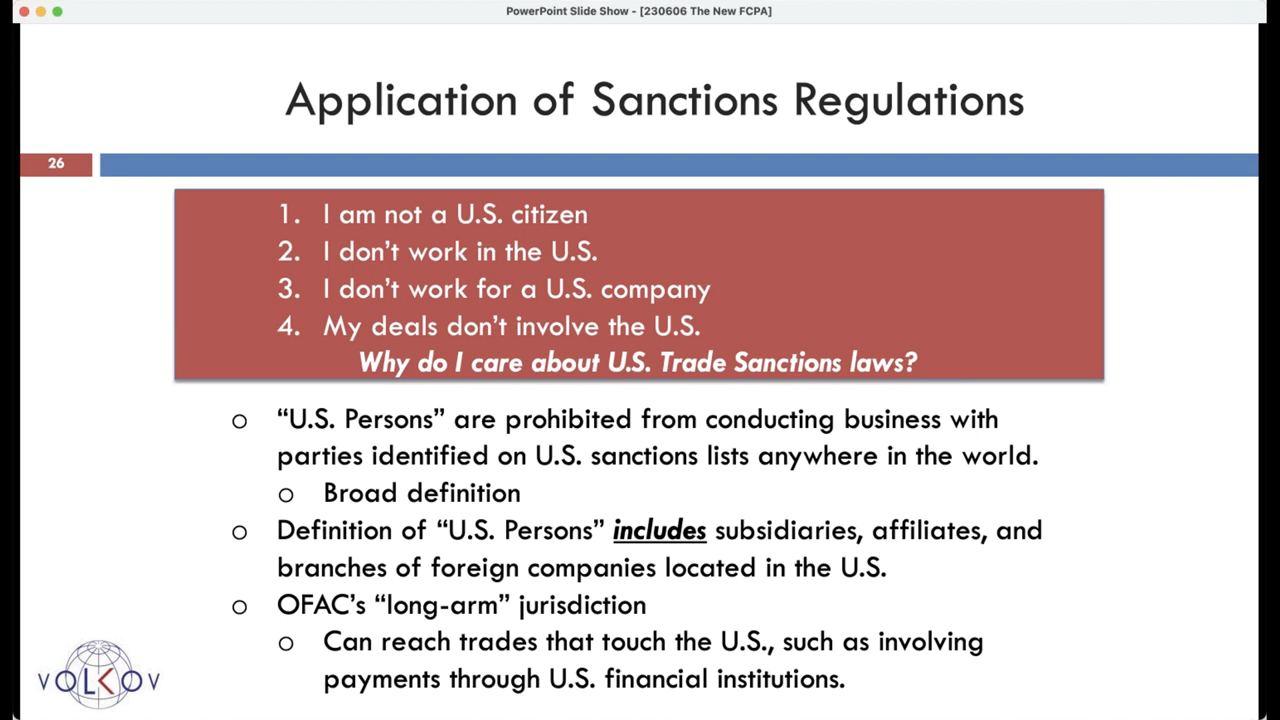 PowerPoint Slide Show - [230606 The New FCPA]
Application of Sanctions Regulations
26
1. I am not a U.S. citizen
2. I don’t work in the U.S.
3. I don’t work for a U.S. company
4. My deals don’t involve the U.S.
Why do I care about U.S. Trade Sanctions laws?
o “U.S. Persons” are prohibited from conducting business with
parties identified on U.S. sanctions lists anywhere in the world.
o Broad definition
o Definition of “U.S. Persons” includes subsidiaries, affiliates, and
branches of foreign companies located in the U.S.
o OFAC’s “long-arm” jurisdiction
o Can reach trades that touch the U.S., such as involving
payments through U.S. financial institutions.
VOLKOV